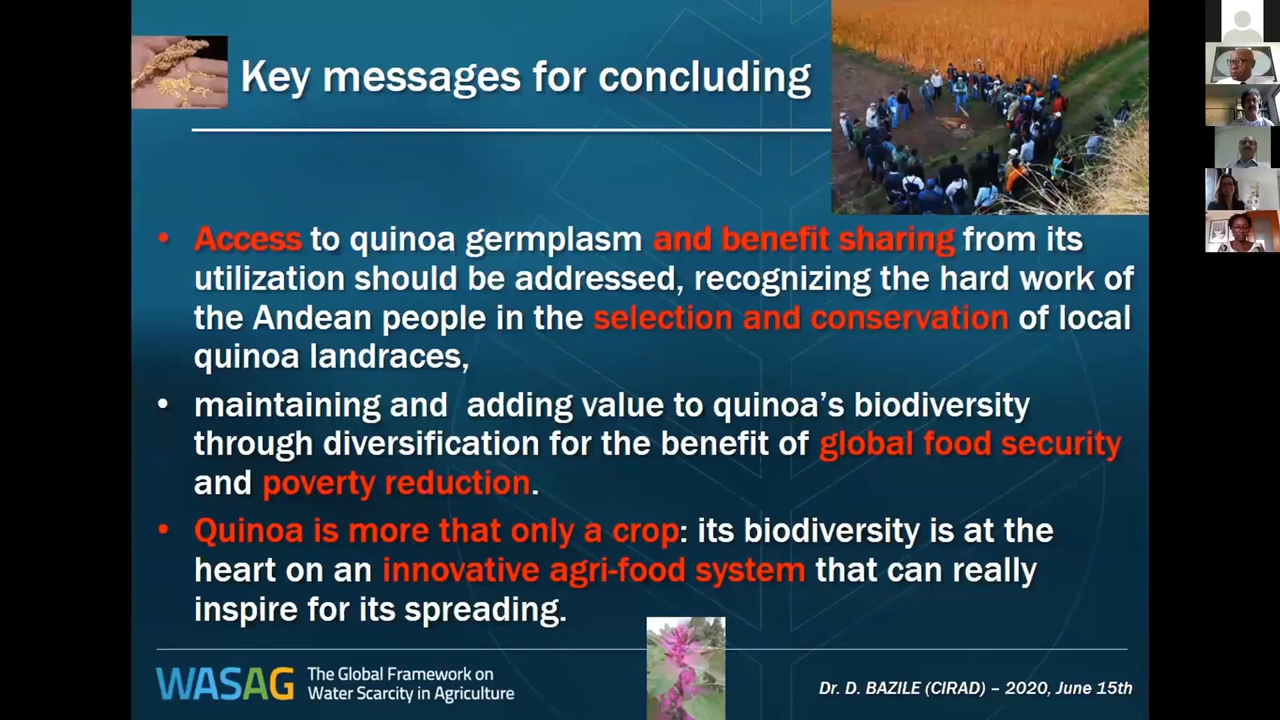 Key messages for concluding
• Access to quinoa germplasm and benefit sharing from its
utilization should be addressed, recognizing the hard work of
the Andean people in the selection and conservation of local
quinoa landraces,
• maintaining and  adding value to quinoa’s biodiversity
through diversification for the benefit of global food security
and poverty reduction.
• Quinoa is more that only a crop: its biodiversity is at the
heart on an innovative agri-food system that can really
inspire for its spreading.
WASAG
The Global Framework on
Water Scarcity in Agriculture
Dr. D. BAZILE (CIRAD) – 2020, June 15th